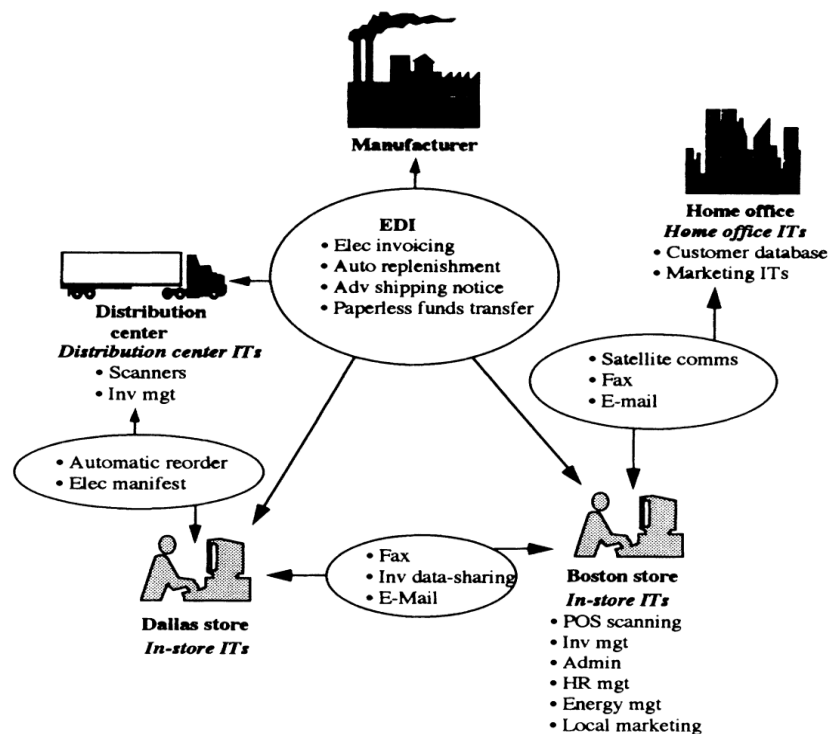 Manufacturer
EDI
• Elec invoicing
• Auto replenishment
• Adv shipping notice
• Paperless funds transfer
Home office
Home office ITs
• Customer database
• Marketing ITs
Distribution
center
Distribution center ITs
• Scanners
• Inv mgt
• Satellite comms
• Fax
• E-mail
• Automatic reorder
• Elec manifest
• Fax
• Inv data-sharing
• E-Mail
Dallas store
In-store ITs
Boston store
In-store ITs
• POS scanning
• Inv mgt
• Admin
• HR mgt
• Energy mgt
• Local marketing